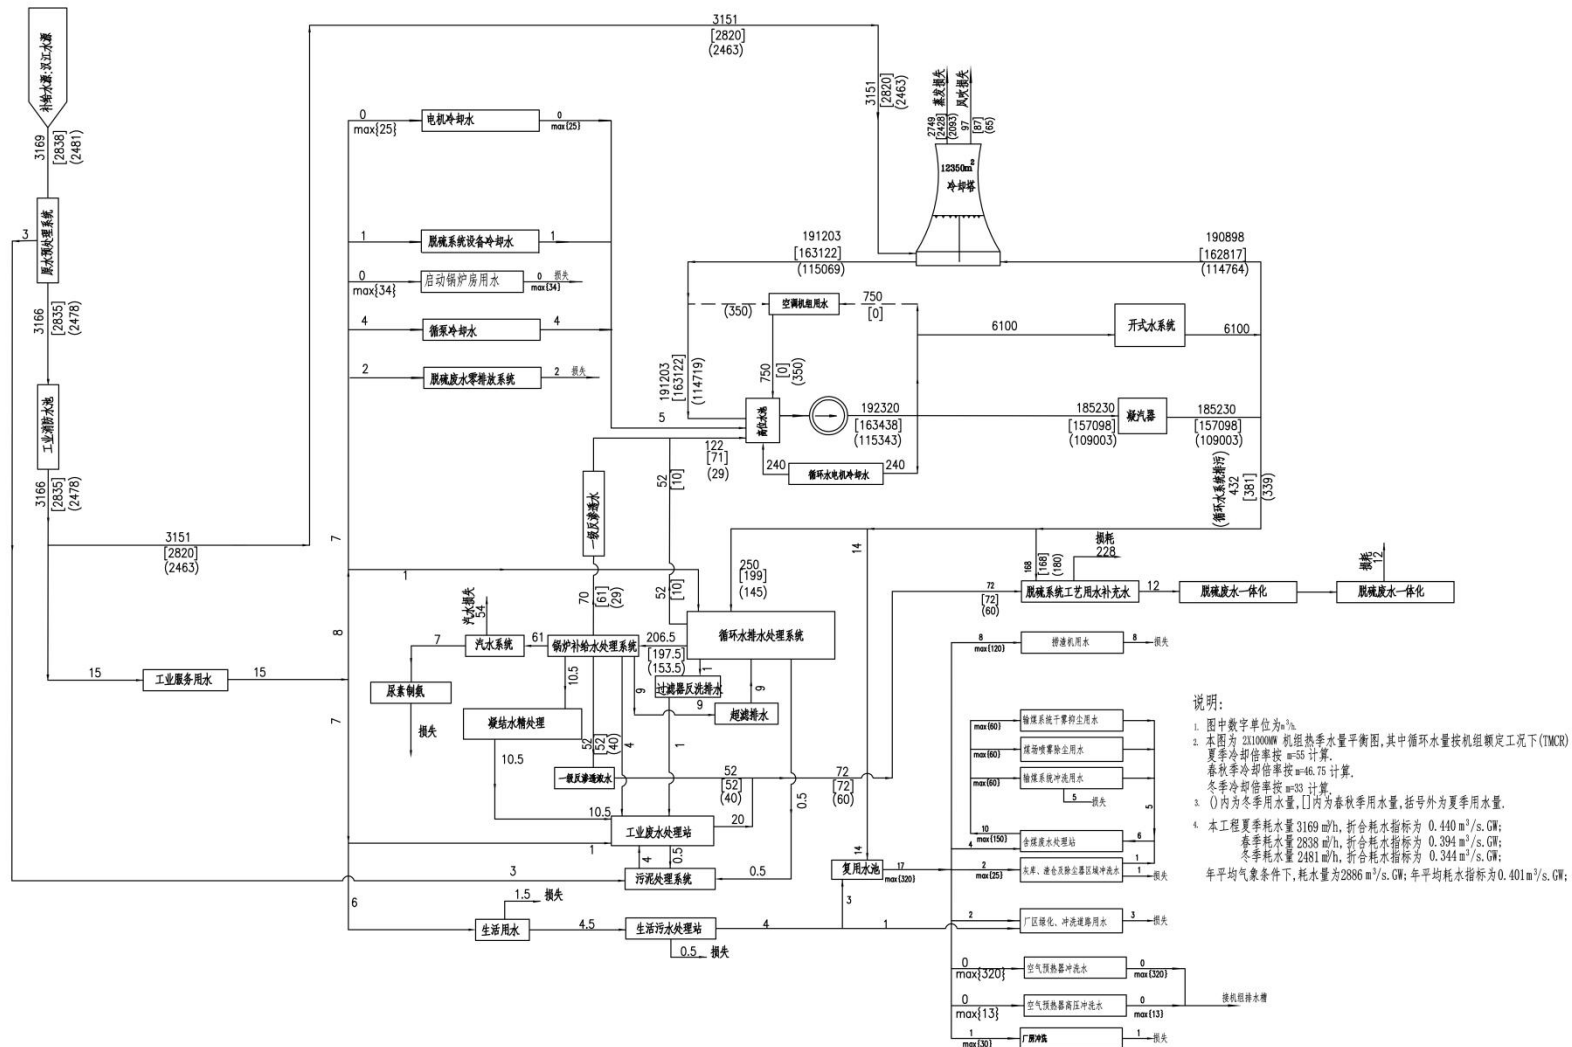 补给水源:汉江水源
3169
[2838]
(2481)
原水预处理系统
3
3166
[2835]
(2478)
工业消防水池
3166
[2835]
(2478)
3151
[2820]
(2463)
3151
[2820]
(2463)
3151
[2820]
(2463)
15
工业服务用水
15
7
8
7
6
0
max{25}
电机冷却水
0
max{25}
1
脱硫系统设备冷却水
1
0
max{34}
启动锅炉房用水
0
max{34}
损失
4
循泵冷却水
4
2
脱硫废水零排放系统
2
损失
5
蒸发损失
风吹损失
2749
[2428]
(2093)
97
[87]
(65)
12350m²
冷却塔
191203
[163122]
(115069)
190898
[162817]
(114764)
(350)
空调机组用水
750
[0]
750
[0]
(350)
191203
[163122]
(114719)
6100
开式水系统
6100
高位水池
192320
[163438]
(115343)
185230
[157098]
(109003)
凝汽器
185230
[157098]
(109003)
240
循环水电机冷却水
240
(循环水系统排污)
432
[381]
(339)
122
[71]
(29)
一级反渗透水
52
[10]
52
[10]
70
[61]
(29)
1
250
[199]
(145)
14
168
[168]
(180)
损耗
228
72
[72]
(60)
脱硫系统工艺用水补充水
12
脱硫废水一体化
脱硫废水一体化
损耗
12
汽水损失
54
7
汽水系统
61
锅炉补给水处理系统
206.5
[197.5]
(153.5)
循环水排水处理系统
尿素制氨
损失
10.5
凝结水精处理
10.5
10.5
9
9
1
过滤器反洗排水
超滤排水
9
1
0.5
52
[52]
(40)
4
一级反渗透浓水
52
[52]
(40)
72
[72]
(60)
20
工业废水处理站
1
4
0.5
污泥处理系统
3
0.5
1.5
损失
生活用水
4.5
生活污水处理站
4
0.5
损失
3
1
14
复用水池
17
max{320}
8
max{120}
捞渣机用水
8
损失
max{60}
输煤系统干雾抑尘用水
max{60}
煤场喷雾除尘用水
max{60}
输煤系统冲洗用水
5
损失
5
10
max{150}
4
含煤废水处理站
6
2
max{25}
灰库、渣仓及除尘器区域冲洗水
1
1
损失
2
厂区绿化、冲洗道路用水
3
损失
0
max{320}
空气预热器冲洗水
0
max{320}
接机组排水槽
0
max{13}
空气预热器高压冲洗水
0
max{13}
1
max{30}
厂房冲洗
1
损失
说明:
1. 图中数字单位为m³/h.
2. 本图为 2X1000MW 机组热季水量平衡图,其中循环水量按机组额定工况下(TMCR)
夏季冷却倍率按 m=55 计算.
春秋季冷却倍率按 m=46.75 计算.
冬季冷却倍率按 m=33 计算.
3. ()内为冬季用水量,[]内为春秋季用水量,括号外为夏季用水量.
4. 本工程夏季耗水量 3169 m³/h, 折合耗水指标为 0.440 m³/s.GW;
春季耗水量 2838 m³/h, 折合耗水指标为 0.394 m³/s.GW;
冬季耗水量 2481 m³/h, 折合耗水指标为 0.344 m³/s.GW;
年平均气象条件下,耗水量为2886 m³/s.GW; 年平均耗水指标为0.401m³/s.GW;